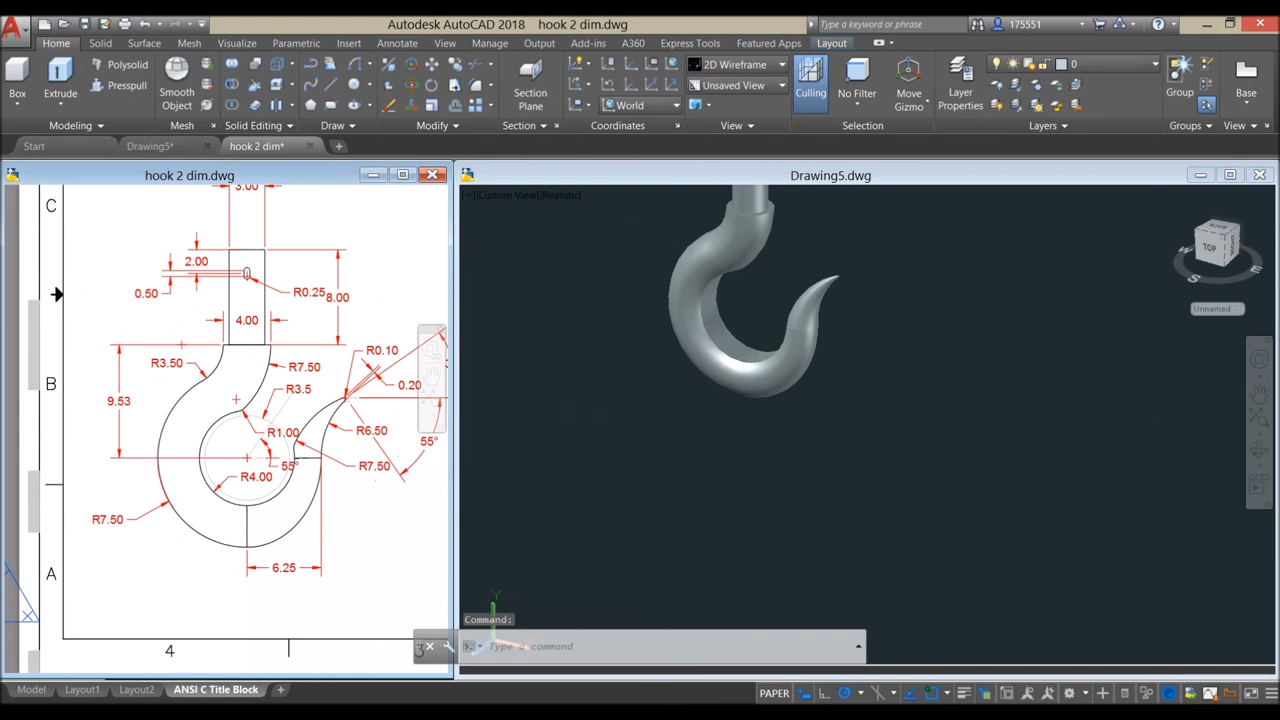 Autodesk AutoCAD 2018 hook 2 dim.dwg
Type a keyword or phrase
175551
Home Solid Surface Mesh Visualize Parametric Insert Annotate View Manage Output Add-ins A360 Express Tools Featured Apps Layout
Polysolid
Presspull
Box
Extrude
Smooth
Object
Section
Plane
World
2D Wireframe
Unsaved View
Culling
No Filter
Move
Gizmo
Layer
Properties
0
Group
Base
Modeling
Mesh
Solid Editing
Draw
Modify
Section
Coordinates
View
Selection
Layers
Groups
View
Start
Drawing5*
hook 2 dim*
hook 2 dim.dwg
Drawing5.dwg
[−][Custom View][Realistic]
C
B
A
4
3.00
2.00
0.50
R0.25
8.00
4.00
R3.50
R7.50
R0.10
0.20
9.53
R3.5
R1.00
R6.50
55°
55°
R7.50
R4.00
R7.50
6.25
TOP
E
Unnamed
Y
X
Command:
Type a command
Model Layout1 Layout2 ANSI C Title Block
PAPER